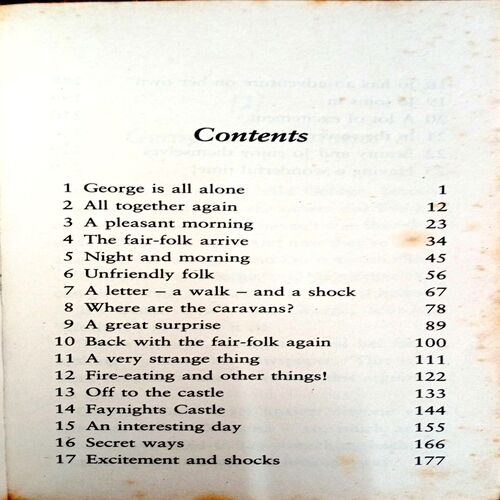 Contents
1 George is all alone 1
2 All together again 12
3 A pleasant morning 23
4 The fair-folk arrive 34
5 Night and morning 45
6 Unfriendly folk 56
7 A letter – a walk – and a shock 67
8 Where are the caravans? 78
9 A great surprise 89
10 Back with the fair-folk again 100
11 A very strange thing 111
12 Fire-eating and other things! 122
13 Off to the castle 133
14 Faynights Castle 144
15 An interesting day 155
16 Secret ways 166
17 Excitement and shocks 177